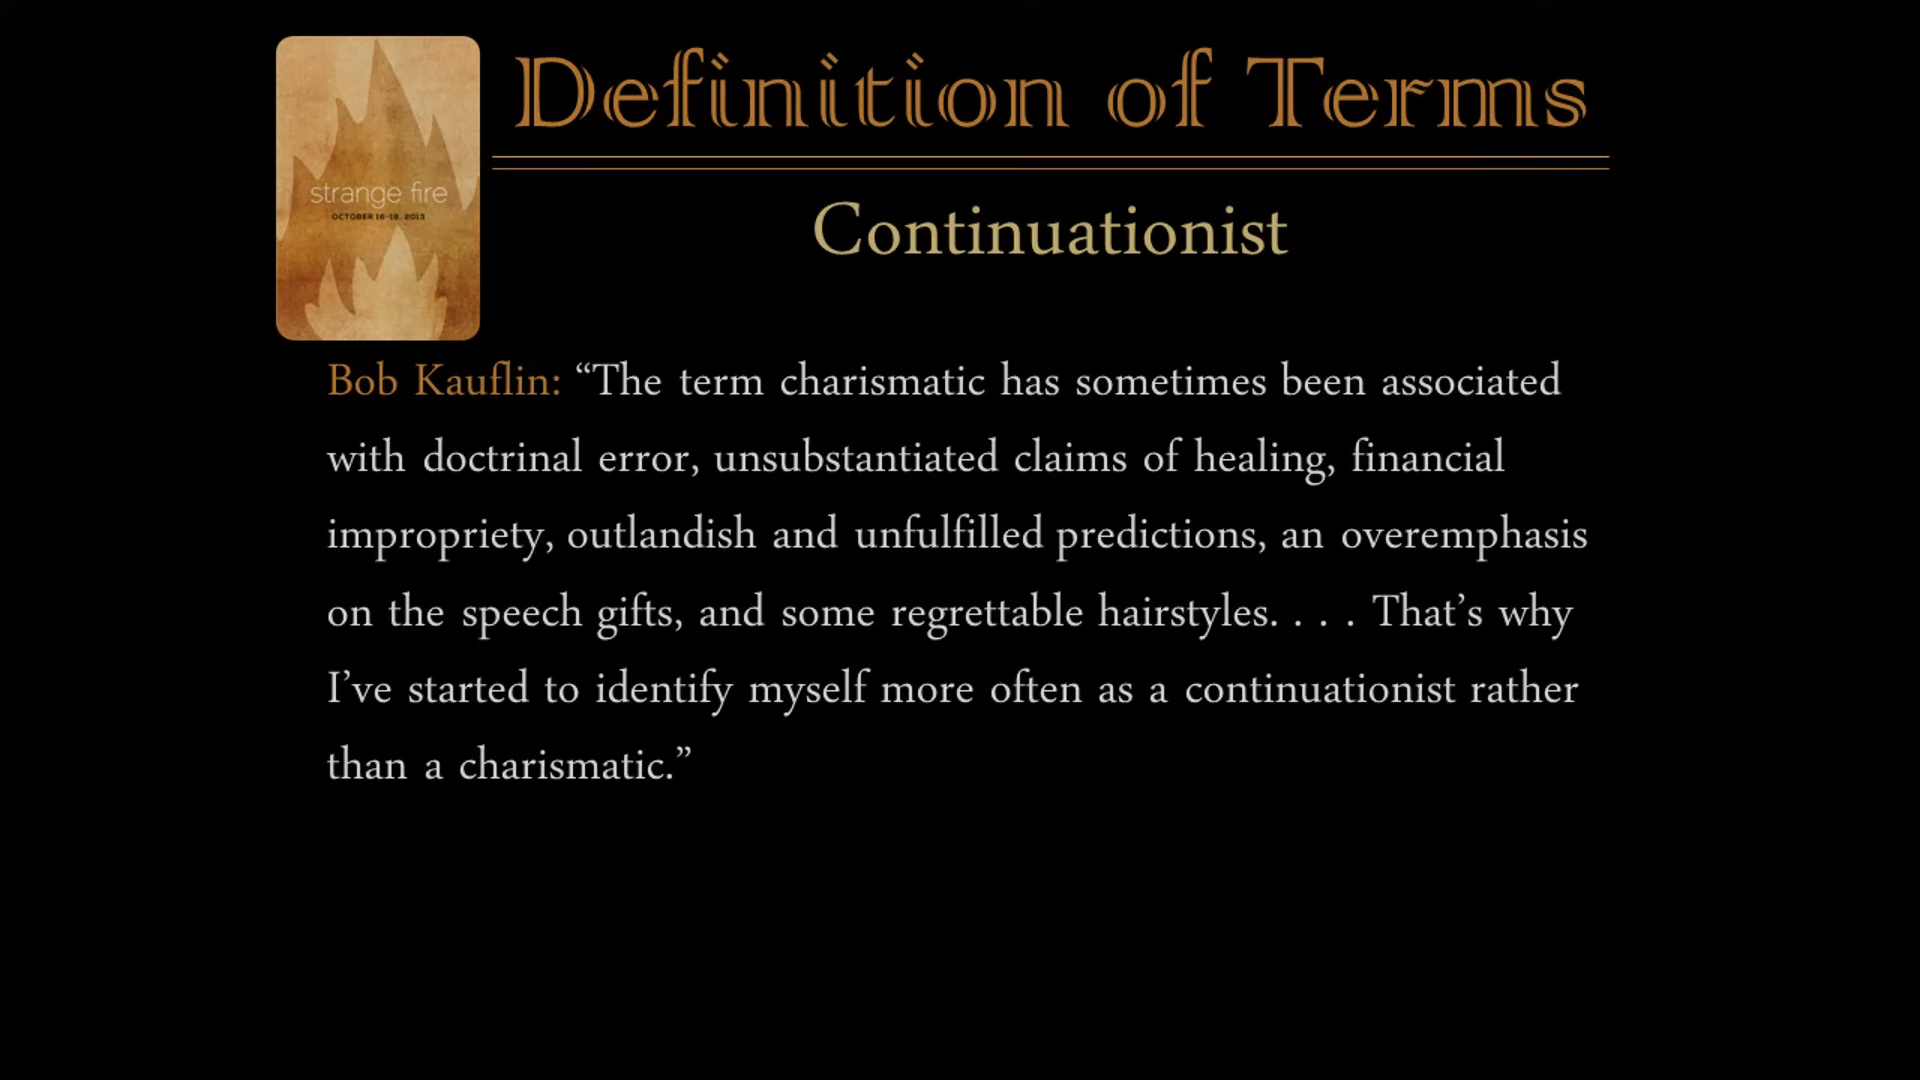 Definition of Terms
strange fire
OCTOBER 16-18, 2013
Continuationist
Bob Kauflin: “The term charismatic has sometimes been associated
with doctrinal error, unsubstantiated claims of healing, financial
impropriety, outlandish and unfulfilled predictions, an overemphasis
on the speech gifts, and some regrettable hairstyles. . . . That’s why
I’ve started to identify myself more often as a continuationist rather
than a charismatic.”